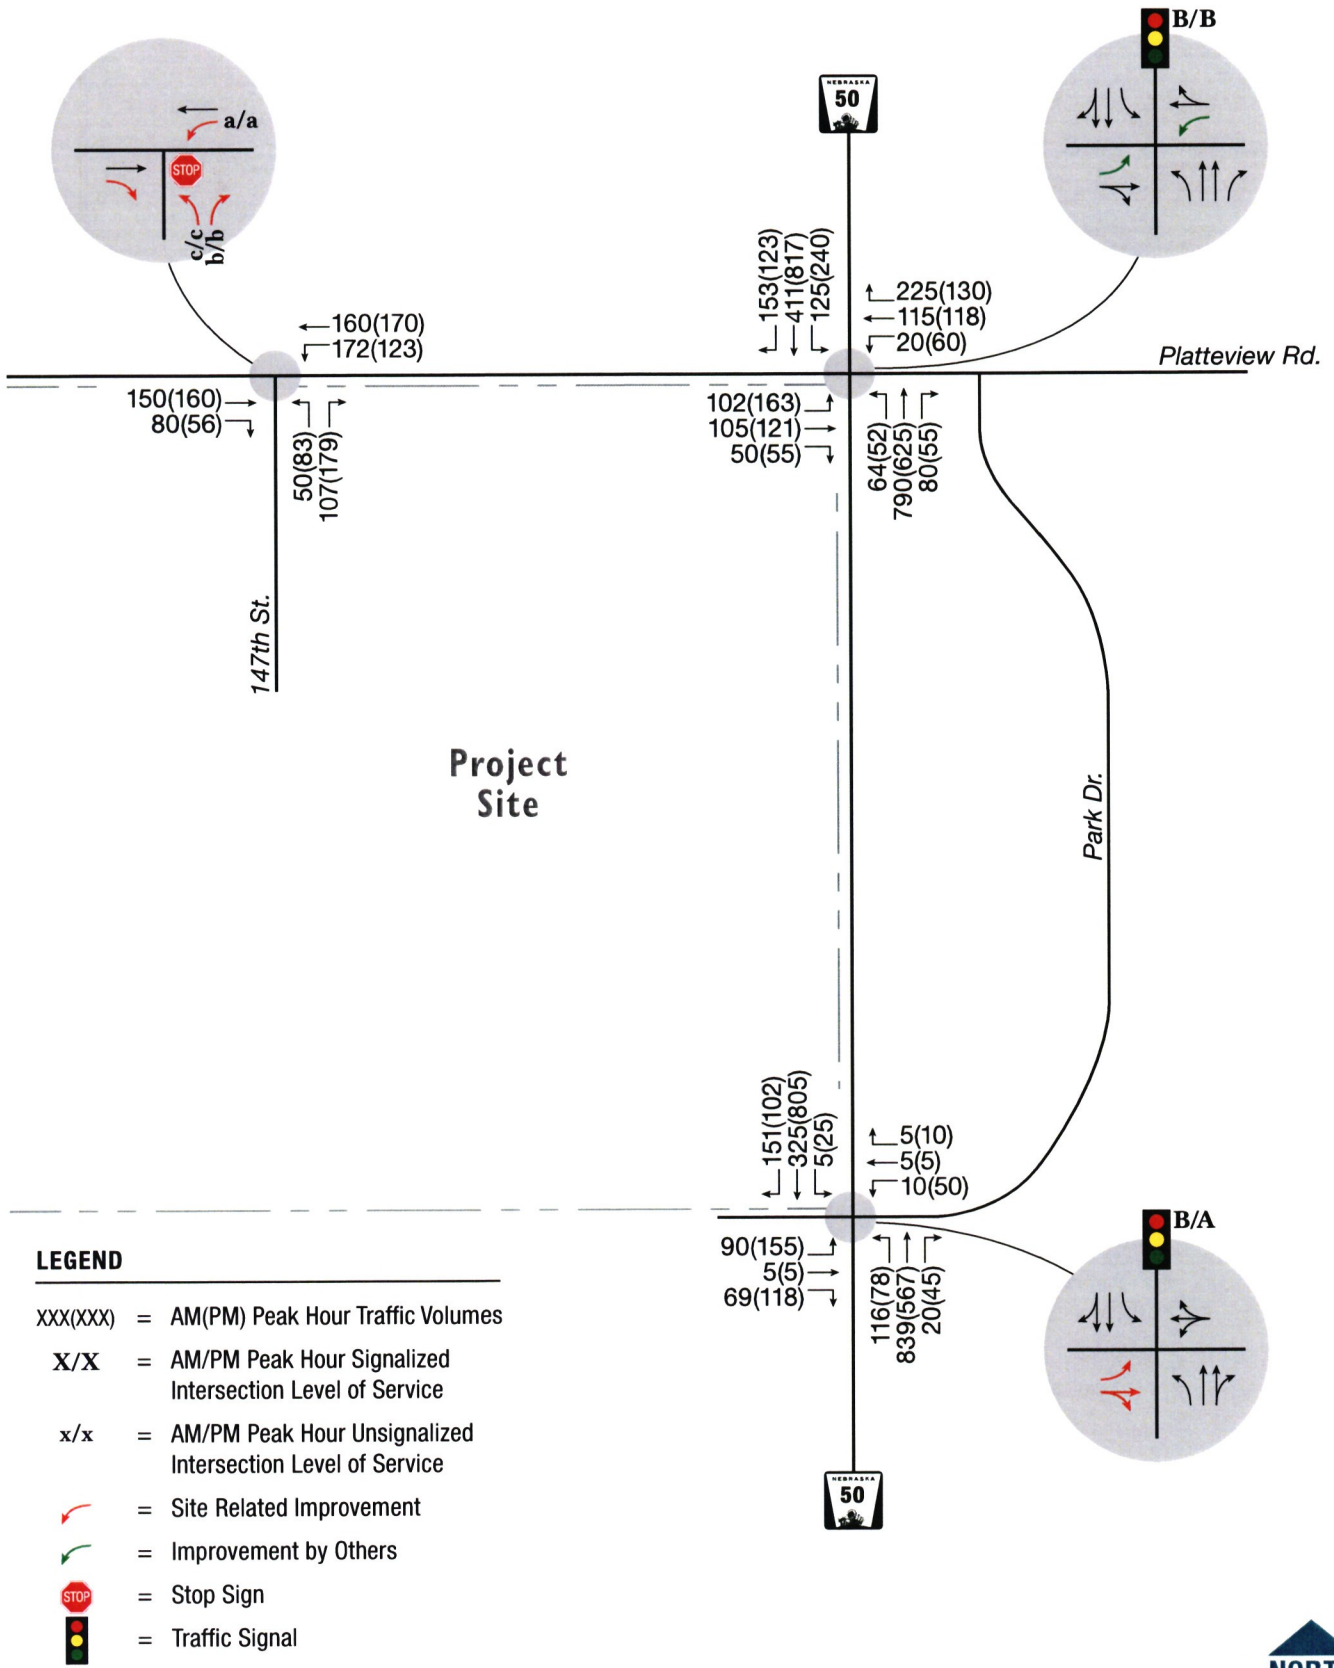 B/B
NEBRASKA
50
a/a
STOP
c/c
b/b
153(123)
411(817)
125(240)
225(130)
115(118)
20(60)
160(170)
172(123)
Platteview Rd.
150(160)
80(56)
50(83)
107(179)
102(163)
105(121)
50(55)
64(52)
790(625)
80(55)
147th St.
Project
Site
Park Dr.
151(102)
325(805)
5(25)
5(10)
5(5)
10(50)
B/A
90(155)
5(5)
69(118)
116(78)
839(567)
20(45)
NEBRASKA
50
LEGEND
XXX(XXX) = AM(PM) Peak Hour Traffic Volumes
X/X = AM/PM Peak Hour Signalized
Intersection Level of Service
x/x = AM/PM Peak Hour Unsignalized
Intersection Level of Service
= Site Related Improvement
= Improvement by Others
STOP = Stop Sign
= Traffic Signal